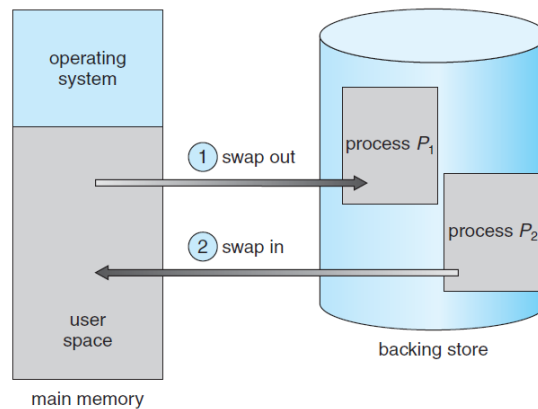 operating
system
process P1
1 swap out
process P2
2 swap in
user
space
backing store
main memory